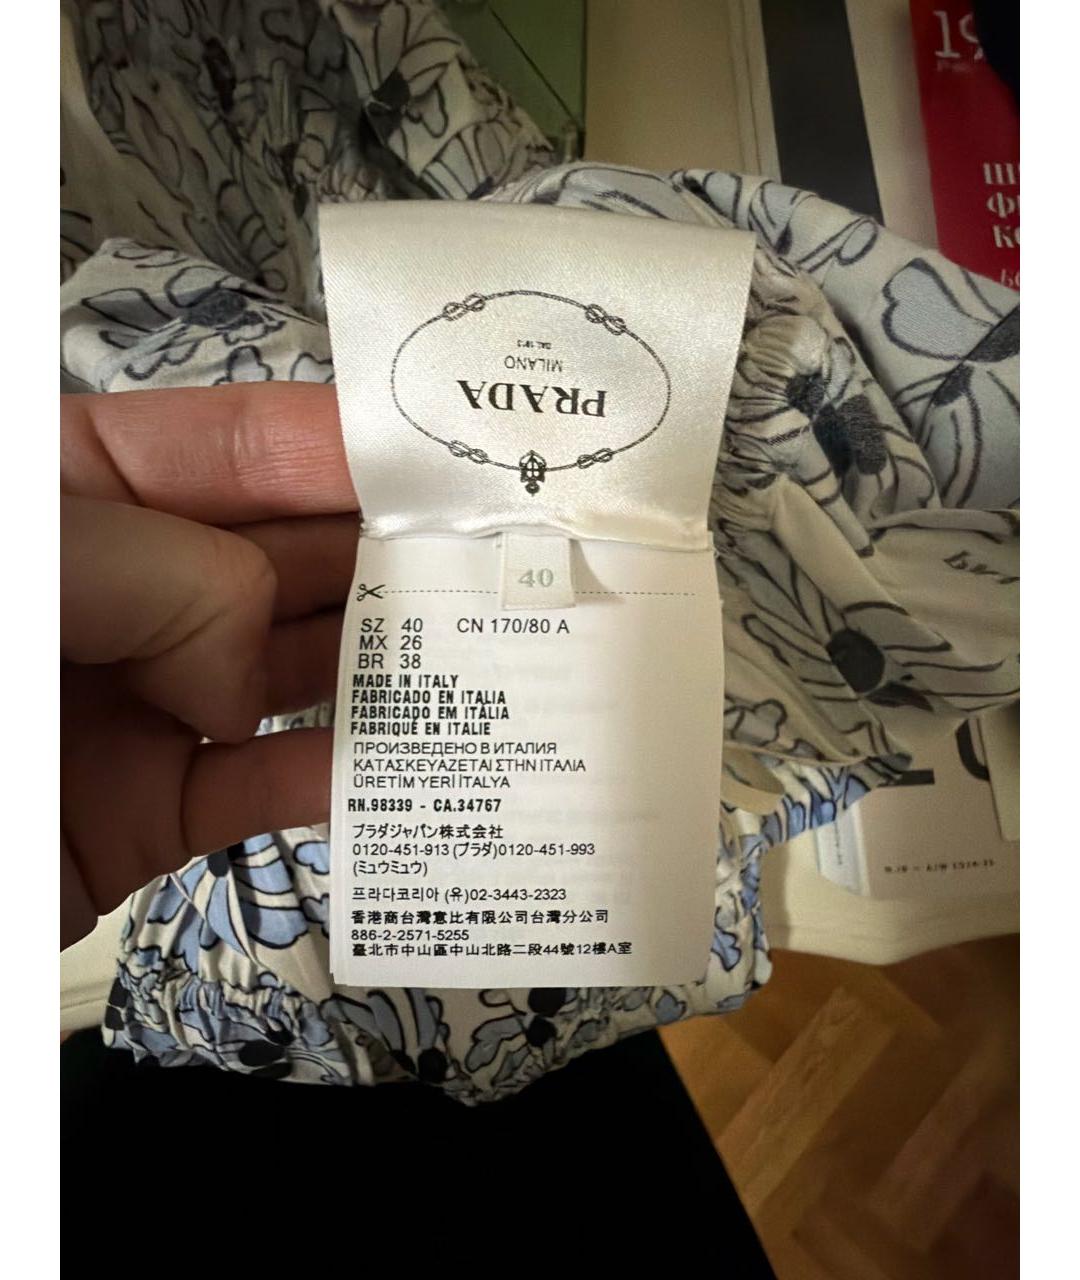 19
КО
PRADA
MILANO
DAL 1913
40
SZ 40 CN 170/80 A
MX 26
BR 38
MADE IN ITALY
FABRICADO EN ITALIA
FABRICADO EM ITÁLIA
FABRIQUÉ EN ITALIE
ПРОИЗВЕДЕНО В ИТАЛИЯ
ΚΑΤΑΣΚΕΥΑΖΕΤΑΙ ΣΤΗΝ ΙΤΑΛΙΑ
ÜRETİM YERİ İTALYA
RN.98339 - CA.34767
プラダジャパン株式会社
0120-451-913 (プラダ)0120-451-993
(ミュウミュウ)
프라다코리아 (유)02-3443-2323
香港商台灣意比有限公司台灣分公司
886-2-2571-5255
臺北市中山區中山北路二段44號12樓A室